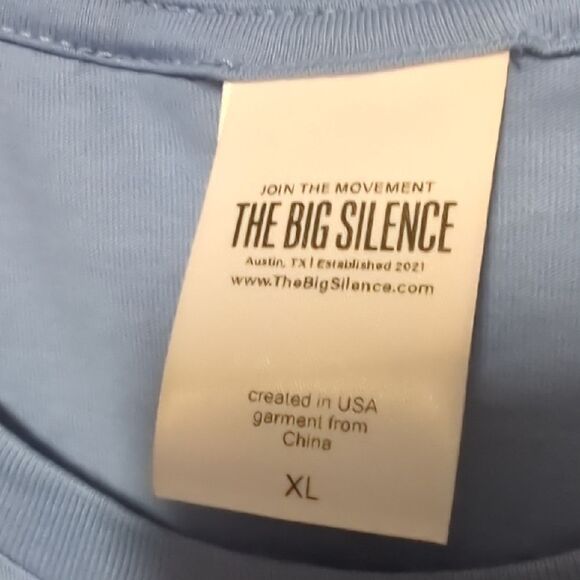 JOIN THE MOVEMENT
THE BIG SILENCE
Austin, TX | Established 2021
www.TheBigSilence.com
created in USA
garment from
China
XL